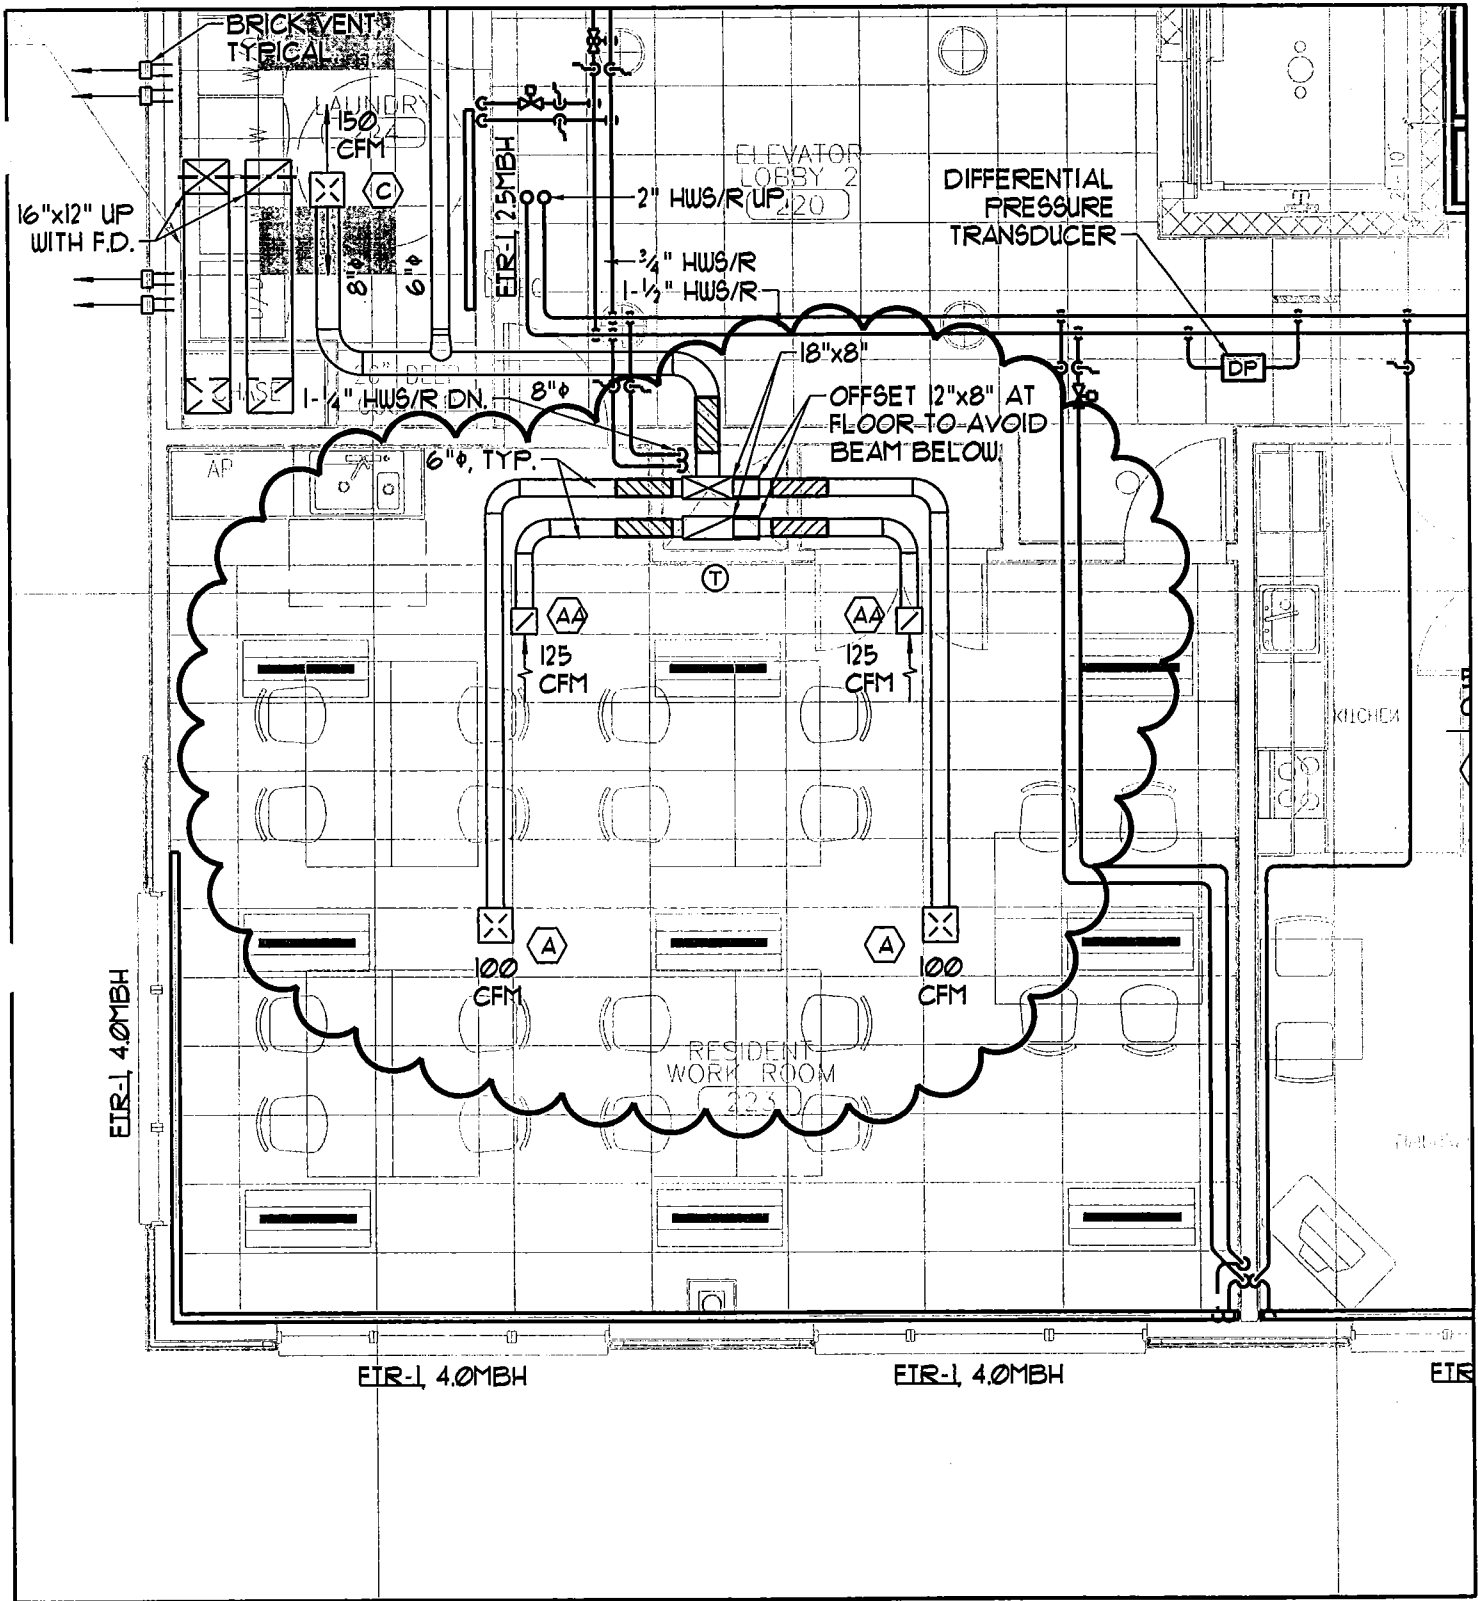 BRICK VENT,
TYPICAL
LAUNDRY
224
150
CFM
C
W
W
16"x12" UP
WITH F.D.
8"ϕ
6"ϕ
ETR-1, 2.5MBH
2" HWS/R UP.
ELEVATOR
LOBBY 2
220
3/4" HWS/R
1-1/2" HWS/R
DIFFERENTIAL
PRESSURE
TRANSDUCER
DP
18"x8"
OFFSET 12"x8" AT
FLOOR TO AVOID
BEAM BELOW.
CHASE
1-1/4" HWS/R DN.
8"ϕ
6"ϕ, TYP.
AP
T
AA
125
CFM
AA
125
CFM
KITCHEN
A
100
CFM
A
100
CFM
RESIDENT
WORK ROOM
223
ETR-1, 4.0MBH
ETR-1, 4.0MBH
ETR-1, 4.0MBH
ETR